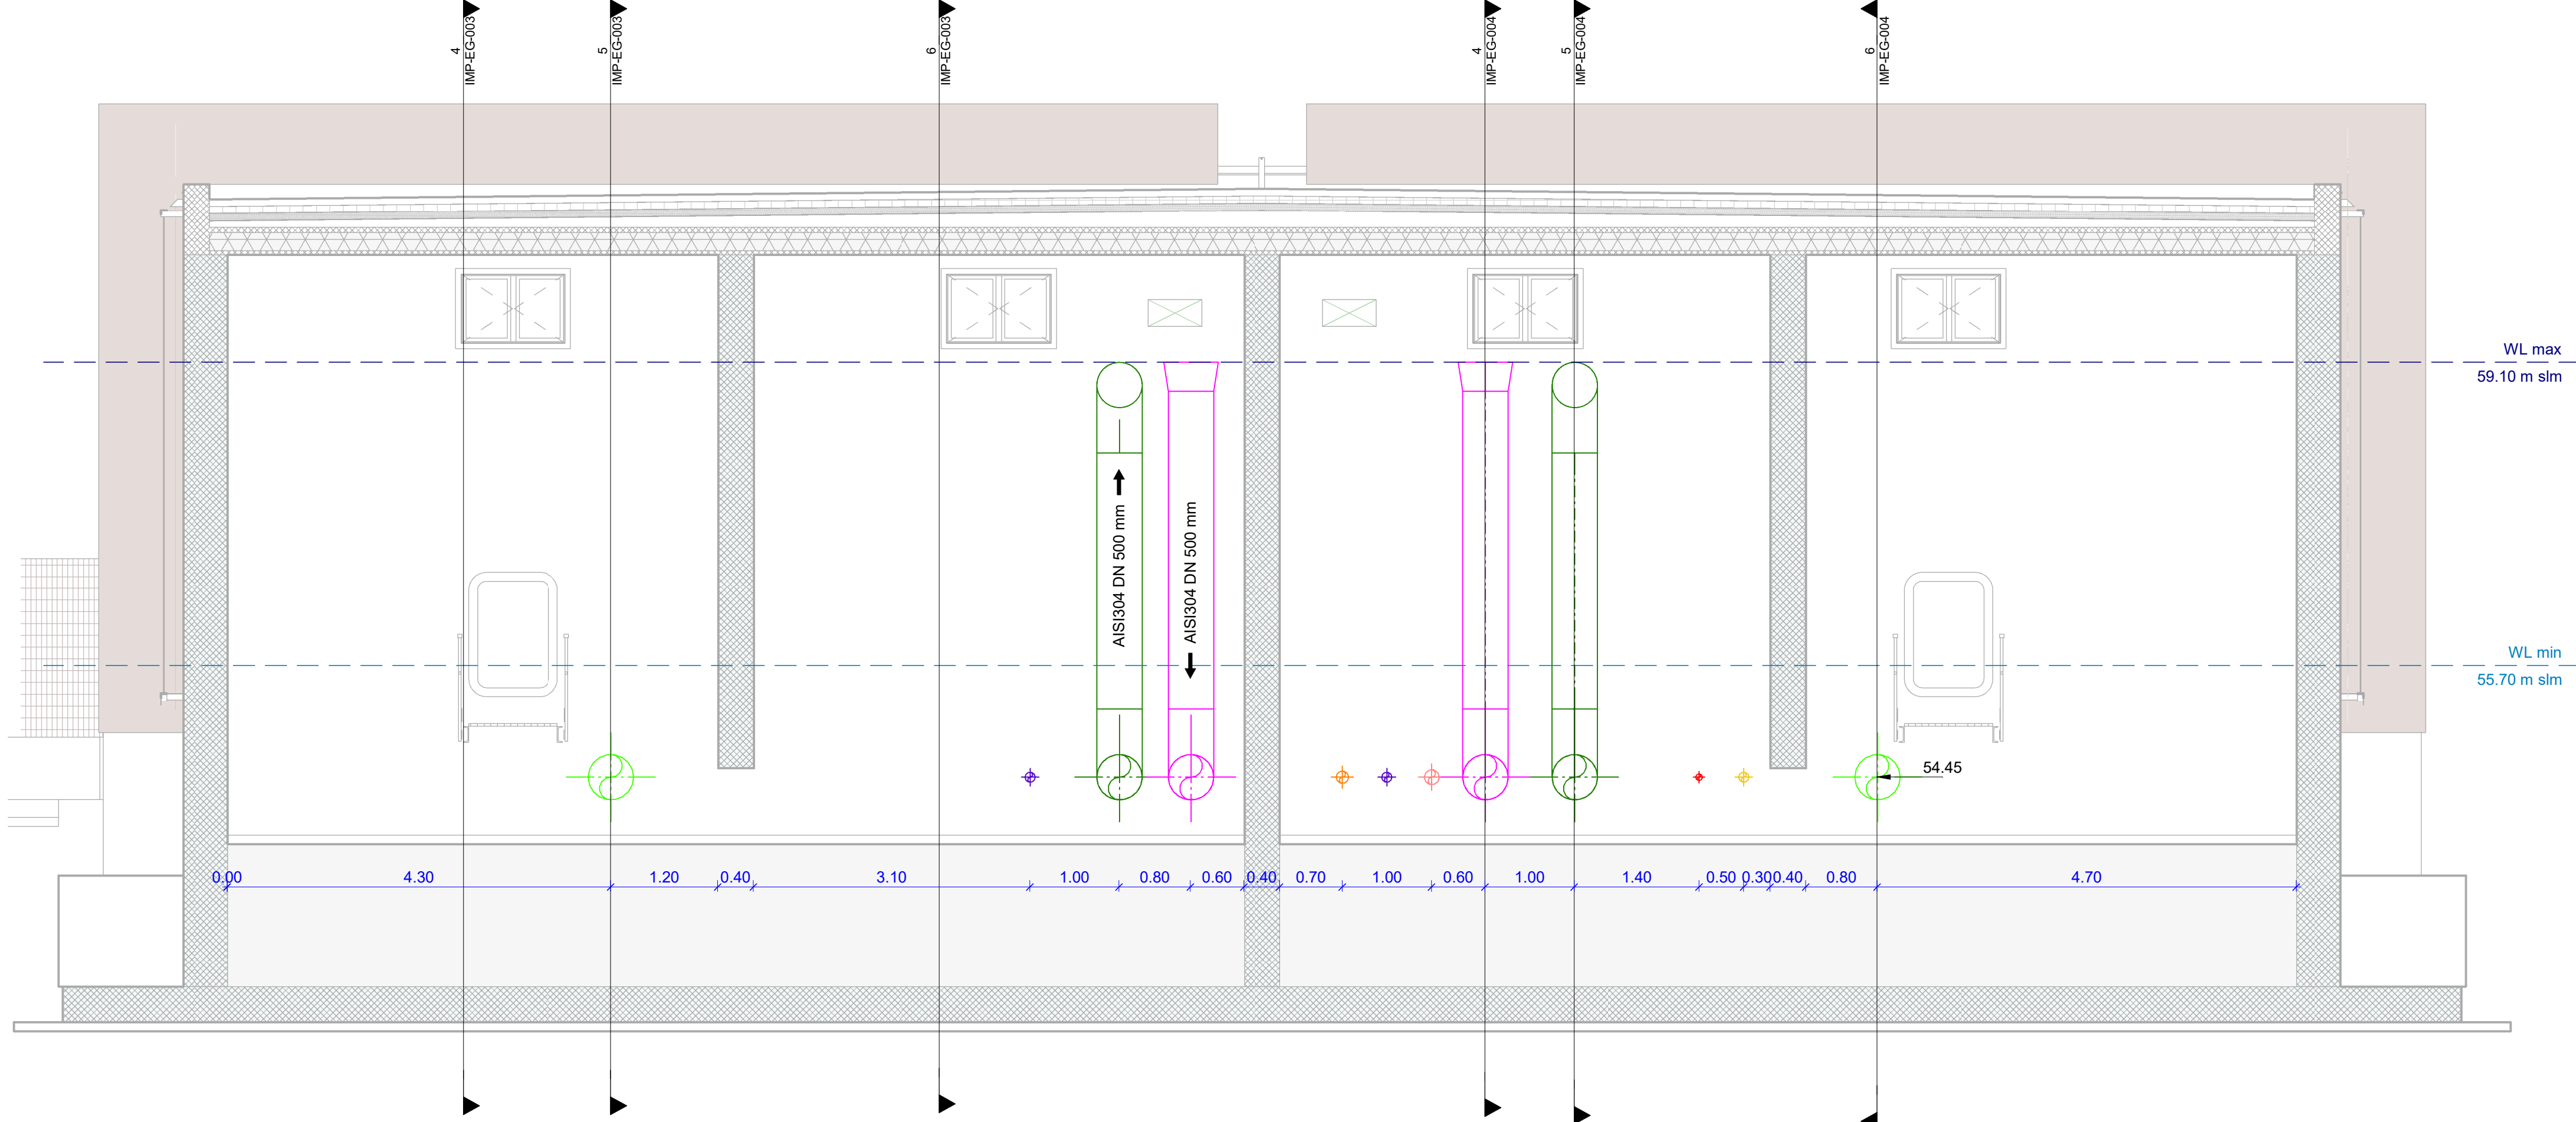 4
IMP-EG-003
5
IMP-EG-003
6
IMP-EG-003
4
IMP-EG-004
5
IMP-EG-004
6
IMP-EG-004
WL max
59.10 m slm
AISI304 DN 500 mm
AISI304 DN 500 mm
WL min
55.70 m slm
54.45
0.00 4.30 1.20 0.40 3.10 1.00 0.80 0.60 0.40 0.70 1.00 0.60 1.00 1.40 0.50 0.30 0.40 0.80 4.70